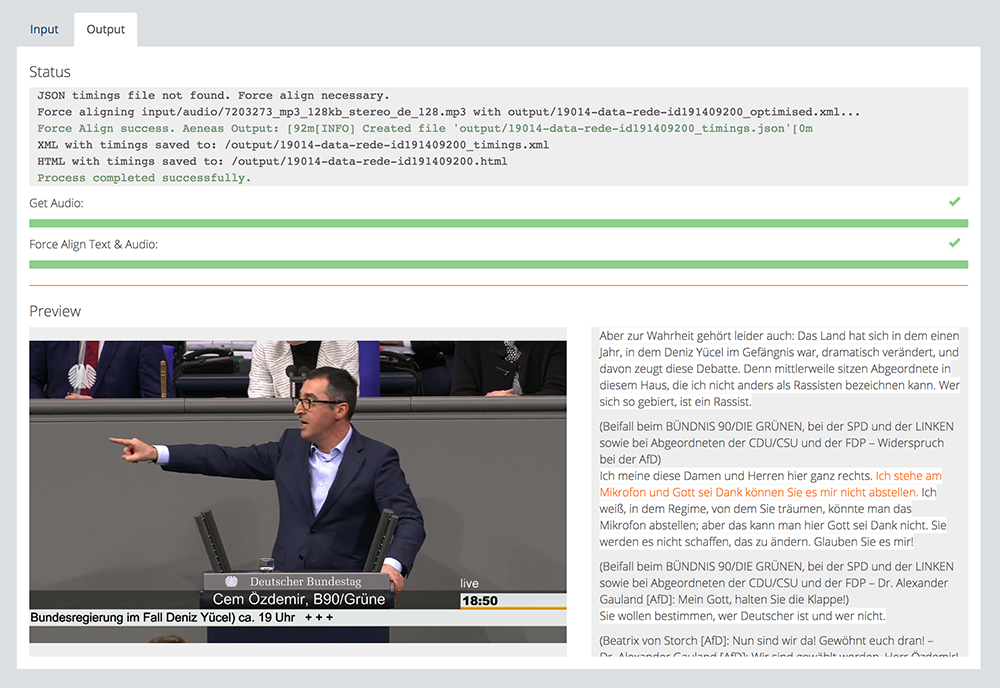 Input
Output
Status
JSON timings file not found. Force align necessary.
Force aligning input/audio/7203273_mp3_128kb_stereo_de_128.mp3 with output/19014-data-rede-id191409200_optimised.xml...
Force Align success. Aeneas Output: [92m[INFO] Created file 'output/19014-data-rede-id191409200_timings.json'[0m
XML with timings saved to: /output/19014-data-rede-id191409200_timings.xml
HTML with timings saved to: /output/19014-data-rede-id191409200.html
Process completed successfully.
Get Audio:
Force Align Text & Audio:
Preview
Deutscher Bundestag
Cem Özdemir, B90/Grüne
live
18:50
Bundesregierung im Fall Deniz Yücel) ca. 19 Uhr + + +
Aber zur Wahrheit gehört leider auch: Das Land hat sich in dem einen
Jahr, in dem Deniz Yücel im Gefängnis war, dramatisch verändert, und
davon zeugt diese Debatte. Denn mittlerweile sitzen Abgeordnete in
diesem Haus, die ich nicht anders als Rassisten bezeichnen kann. Wer
sich so gebiert, ist ein Rassist.
(Beifall beim BÜNDNIS 90/DIE GRÜNEN, bei der SPD und der LINKEN
sowie bei Abgeordneten der CDU/CSU und der FDP – Widerspruch
bei der AfD)
Ich meine diese Damen und Herren hier ganz rechts. Ich stehe am
Mikrofon und Gott sei Dank können Sie es mir nicht abstellen. Ich
weiß, in dem Regime, von dem Sie träumen, könnte man das
Mikrofon abstellen; aber das kann man hier Gott sei Dank nicht. Sie
werden es nicht schaffen, das zu ändern. Glauben Sie es mir!
(Beifall beim BÜNDNIS 90/DIE GRÜNEN, bei der SPD und der LINKEN
sowie bei Abgeordneten der CDU/CSU und der FDP – Dr. Alexander
Gauland [AfD]: Mein Gott, halten Sie die Klappe!)
Sie wollen bestimmen, wer Deutscher ist und wer nicht.
(Beatrix von Storch [AfD]: Nun sind wir da! Gewöhnt euch dran! –
Dr. Alexander Gauland [AfD]: Wir sind gewählt worden, Herr Özdemir!